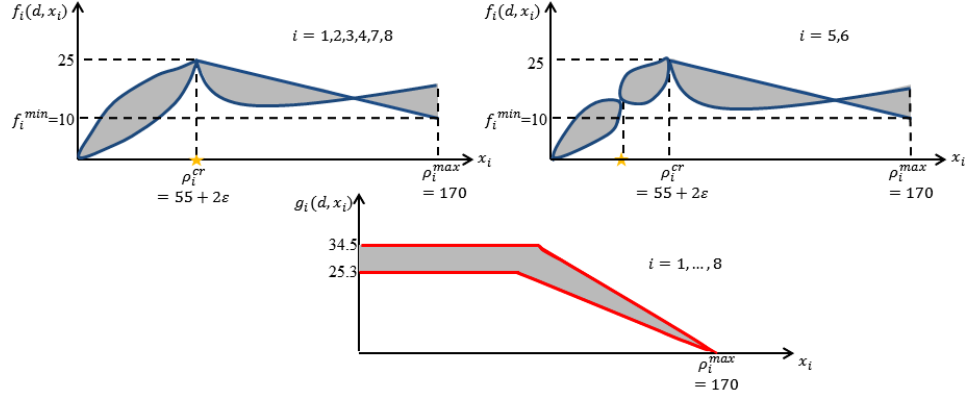 f_i(d, x_i)
i = 1,2,3,4,7,8
25
f_i^{min}=10
x_i
ρ_i^{cr}
= 55 + 2ε
ρ_i^{max}
= 170
f_i(d, x_i)
i = 5,6
25
f_i^{min}=10
x_i
ρ_i^{cr}
= 55 + 2ε
ρ_i^{max}
= 170
g_i(d, x_i)
34.5
25.3
i = 1, … , 8
x_i
ρ_i^{max}
= 170